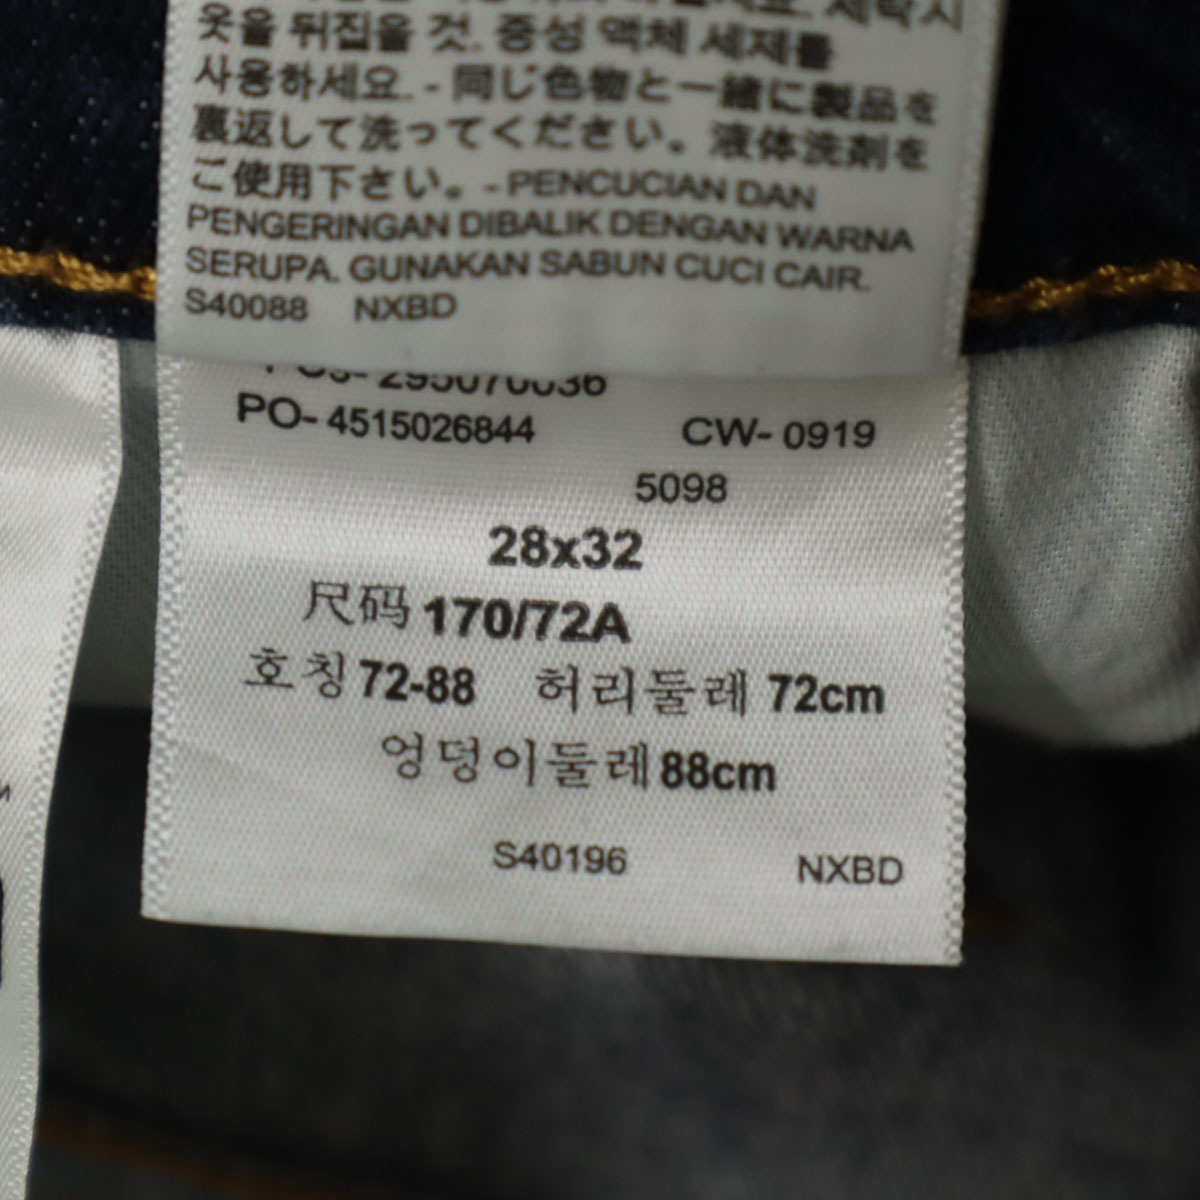 옷을 뒤집을 것. 중성 액체 세제를
사용하세요. - 同じ色物と一緒に製品を
裏返して洗ってください。液体洗剤を
ご使用下さい。- PENCUCIAN DAN
PENGERINGAN DIBALIK DENGAN WARNA
SERUPA. GUNAKAN SABUN CUCI CAIR.
S40088 NXBD
PO- 4515026844 CW- 0919
5098
28x32
尺码 170/72A
호칭 72-88 허리둘레 72cm
엉덩이둘레 88cm
S40196 NXBD